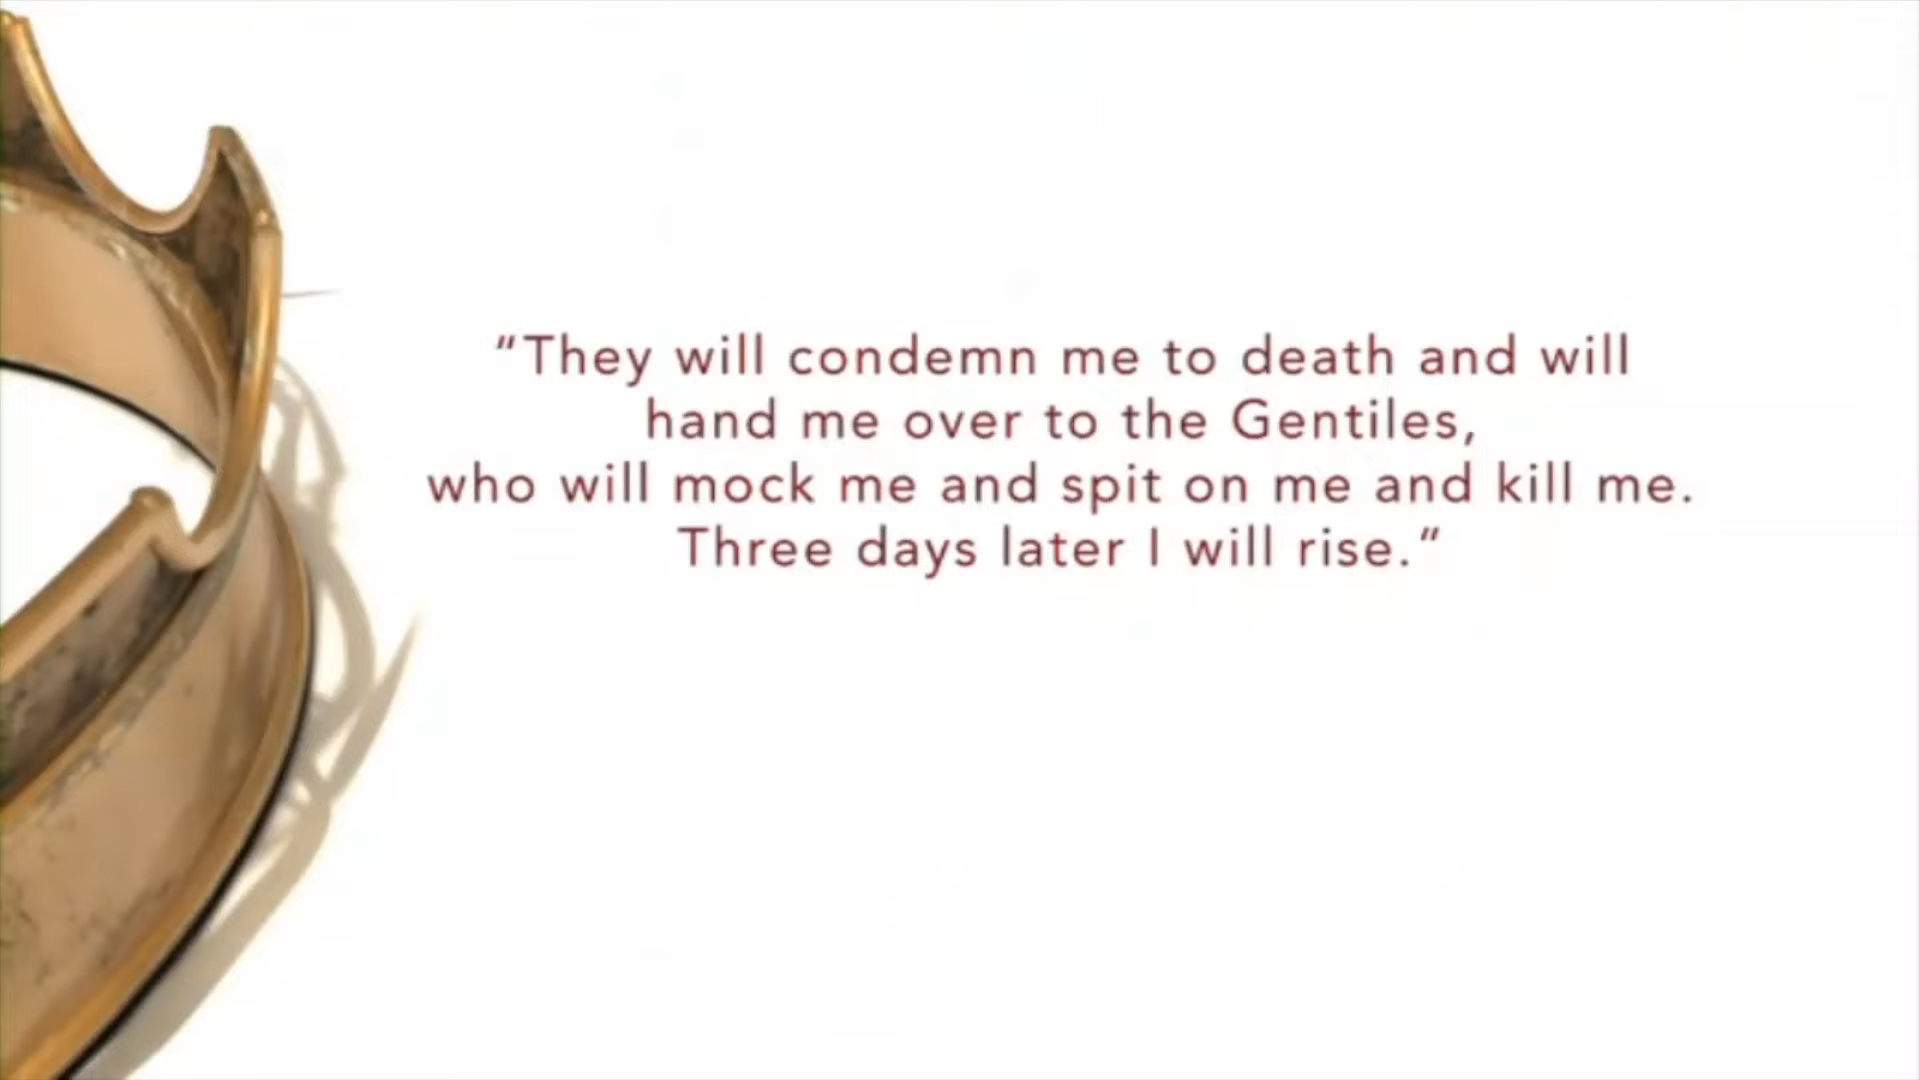 “They will condemn me to death and will
hand me over to the Gentiles,
who will mock me and spit on me and kill me.
Three days later I will rise.”